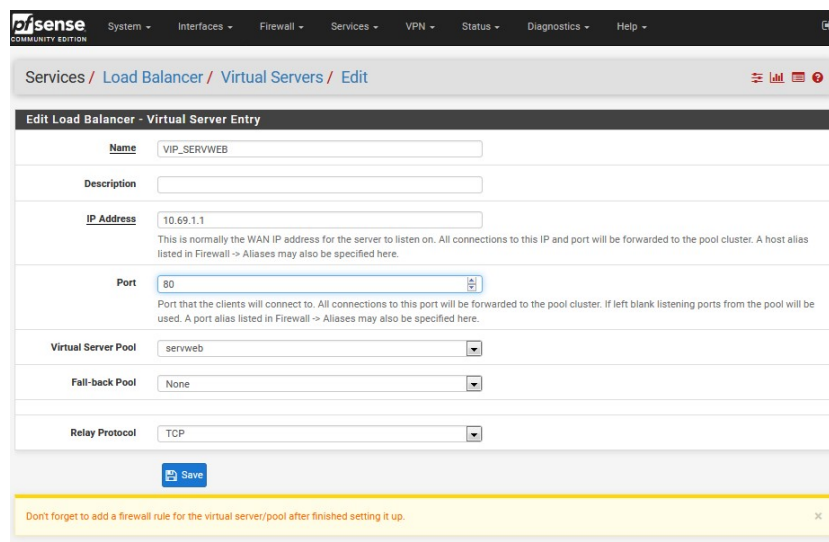 pfsense
COMMUNITY EDITION
System Interfaces Firewall Services VPN Status Diagnostics Help
Services / Load Balancer / Virtual Servers / Edit
Edit Load Balancer - Virtual Server Entry
Name VIP_SERVWEB
Description
IP Address 10.69.1.1
This is normally the WAN IP address for the server to listen on. All connections to this IP and port will be forwarded to the pool cluster. A host alias
listed in Firewall -> Aliases may also be specified here.
Port 80
Port that the clients will connect to. All connections to this port will be forwarded to the pool cluster. If left blank listening ports from the pool will be
used. A port alias listed in Firewall -> Aliases may also be specified here.
Virtual Server Pool servweb
Fall-back Pool None
Relay Protocol TCP
Save
Don't forget to add a firewall rule for the virtual server/pool after finished setting it up. ×